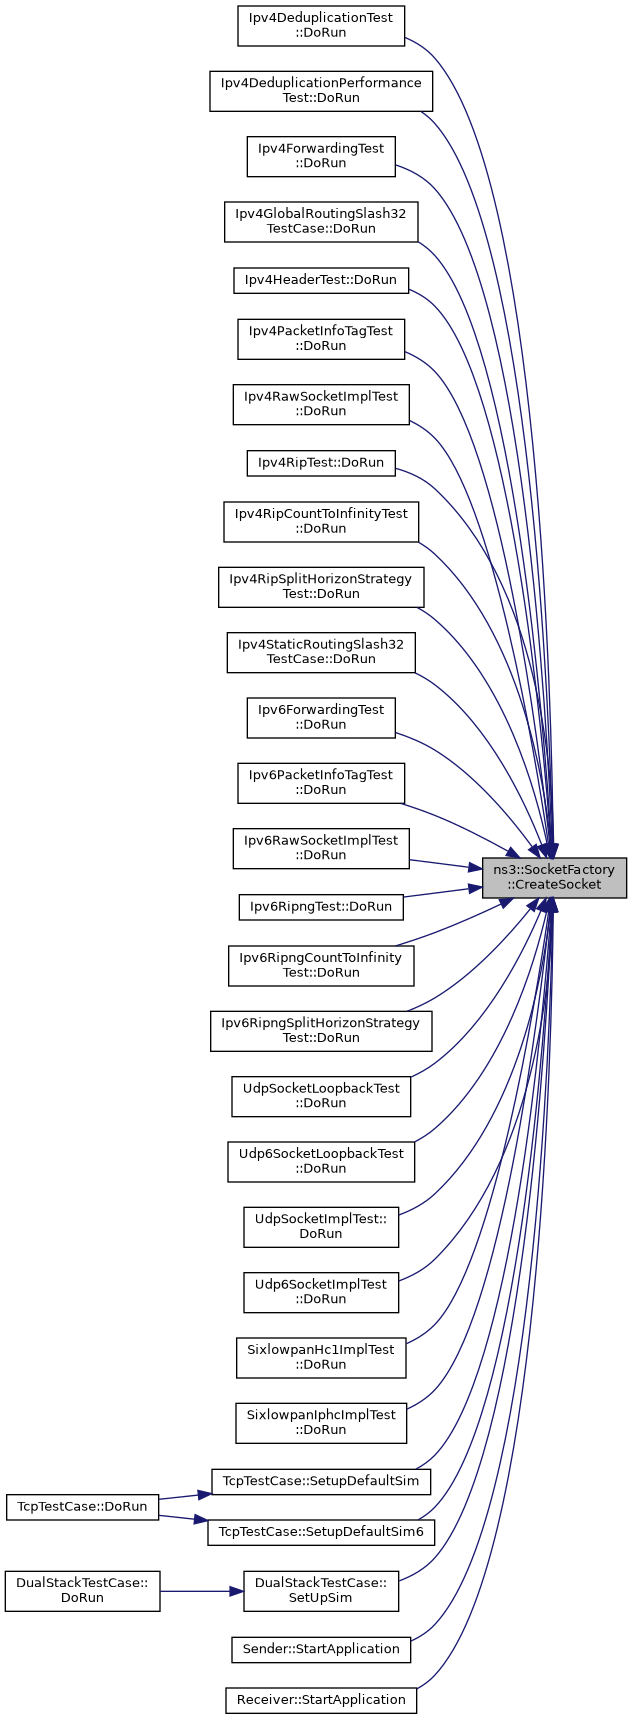 Ipv4DeduplicationTest
::DoRun
Ipv4DeduplicationPerformance
Test::DoRun
Ipv4ForwardingTest
::DoRun
Ipv4GlobalRoutingSlash32
TestCase::DoRun
Ipv4HeaderTest::DoRun
Ipv4PacketInfoTagTest
::DoRun
Ipv4RawSocketImplTest
::DoRun
Ipv4RipTest::DoRun
Ipv4RipCountToInfinityTest
::DoRun
Ipv4RipSplitHorizonStrategy
Test::DoRun
Ipv4StaticRoutingSlash32
TestCase::DoRun
Ipv6ForwardingTest
::DoRun
Ipv6PacketInfoTagTest
::DoRun
Ipv6RawSocketImplTest
::DoRun
ns3::SocketFactory
::CreateSocket
Ipv6RipngTest::DoRun
Ipv6RipngCountToInfinity
Test::DoRun
Ipv6RipngSplitHorizonStrategy
Test::DoRun
UdpSocketLoopbackTest
::DoRun
Udp6SocketLoopbackTest
::DoRun
UdpSocketImplTest::
DoRun
Udp6SocketImplTest
::DoRun
SixlowpanHc1ImplTest
::DoRun
SixlowpanIphcImplTest
::DoRun
TcpTestCase::SetupDefaultSim
TcpTestCase::DoRun
TcpTestCase::SetupDefaultSim6
DualStackTestCase::
DoRun
DualStackTestCase::
SetUpSim
Sender::StartApplication
Receiver::StartApplication